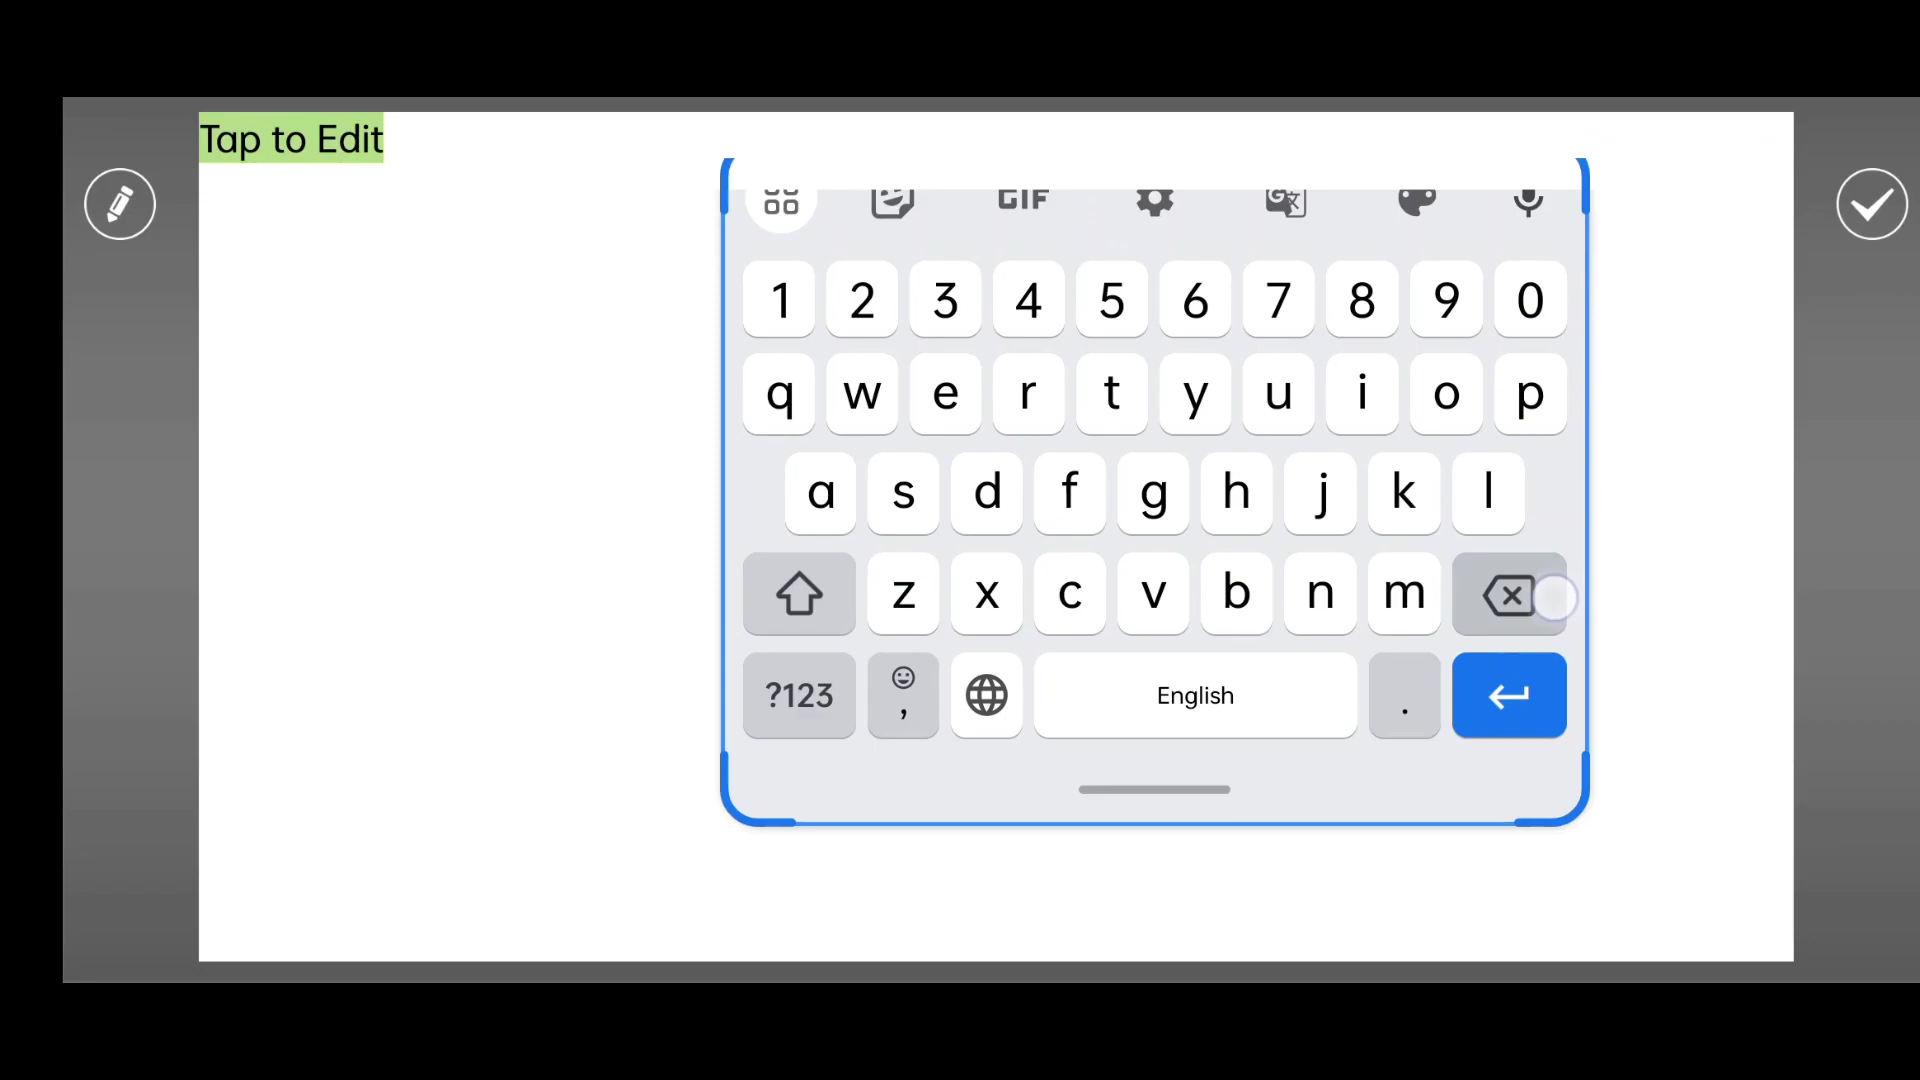 Tap to Edit
GIF
1 2 3 4 5 6 7 8 9 0
q w e r t y u i o p
a s d f g h j k l
z x c v b n m
?123 , English .